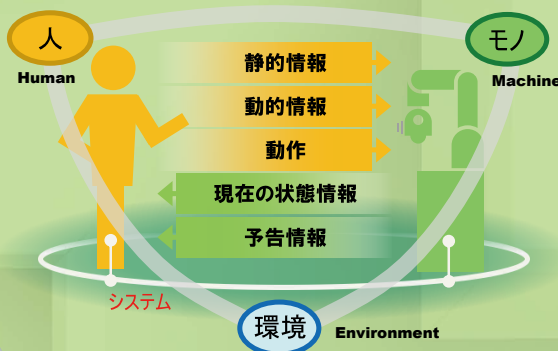 人
Human
モノ
Machine
静的情報
動的情報
動作
現在の状態情報
予告情報
システム
環境
Environment